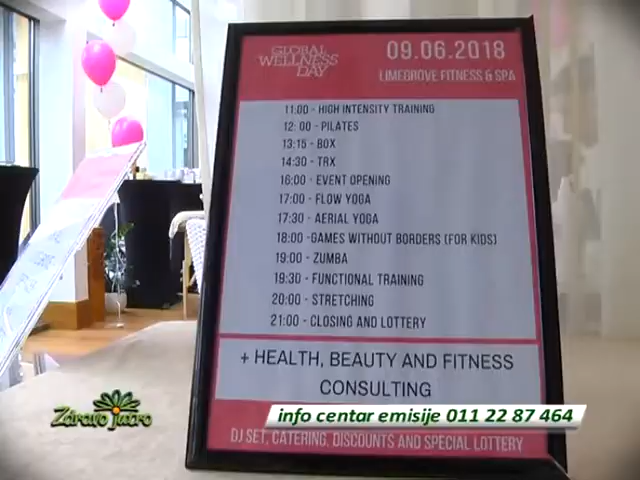 GLOBAL
WELLNESS
DAY
09.06.2018
LIMEGROVE FITNESS & SPA
11:00 - HIGH INTENSITY TRAINING
12: 00 - PILATES
13:15 - BOX
14:30 - TRX
16:00 - EVENT OPENING
17:00 - FLOW YOGA
17:30 - AERIAL YOGA
18:00 -GAMES WITHOUT BORDERS (FOR KIDS)
19:00 - ZUMBA
19:30 - FUNCTIONAL TRAINING
20:00 - STRETCHING
21:00 - CLOSING AND LOTTERY
+ HEALTH, BEAUTY AND FITNESS
CONSULTING
Zdravo jutro
info centar emisije 011 22 87 464
DJ SET, CATERING, DISCOUNTS AND SPECIAL LOTTERY